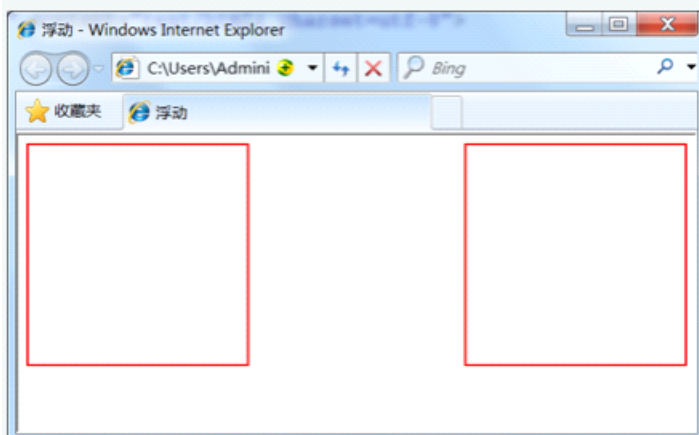 浮动 - Windows Internet Explorer
C:\Users\Admini Bing
收藏夹 浮动